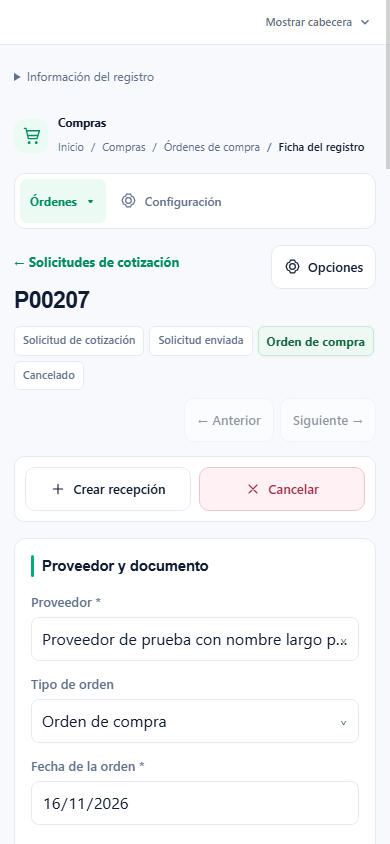 Mostrar cabecera
Información del registro
Compras
Inicio / Compras / Órdenes de compra / Ficha del registro
Órdenes
Configuración
← Solicitudes de cotización
Opciones
P00207
Solicitud de cotización
Solicitud enviada
Orden de compra
Cancelado
← Anterior
Siguiente →
Crear recepción
Cancelar
Proveedor y documento
Proveedor *
Proveedor de prueba con nombre largo p...
Tipo de orden
Orden de compra
Fecha de la orden *
16/11/2026